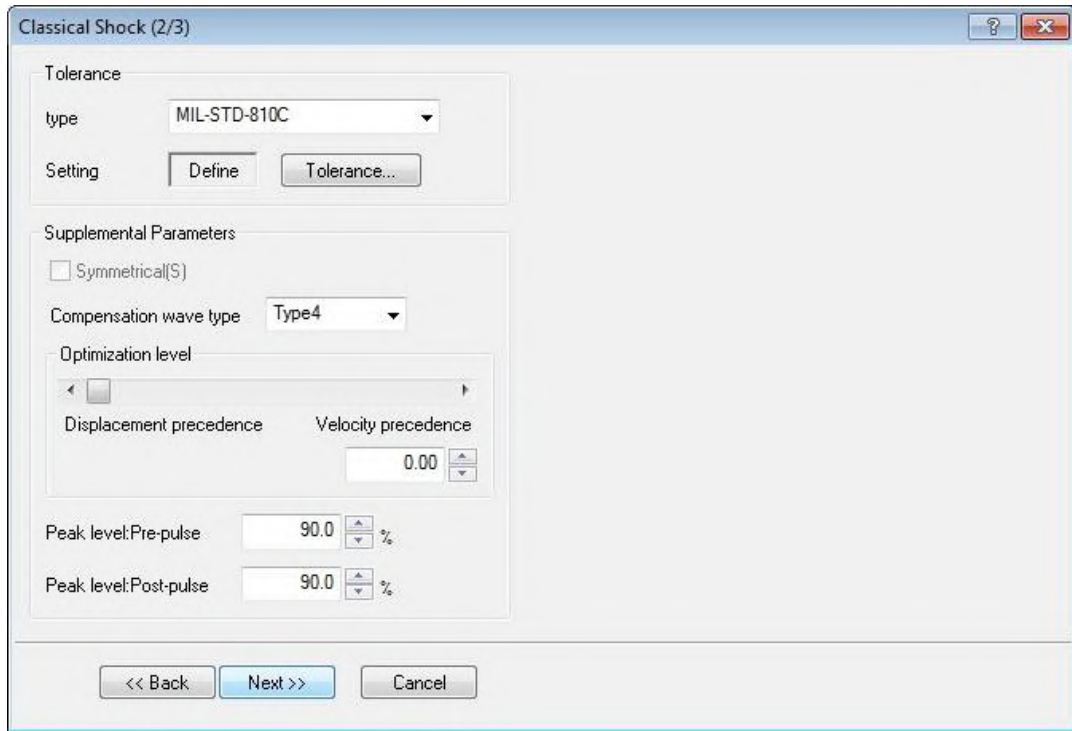 Classical Shock (2/3)
Tolerance
type MIL-STD-810C
Setting Define Tolerance...
Supplemental Parameters
Symmetrical(S)
Compensation wave type Type4
Optimization level
Displacement precedence Velocity precedence
0.00
Peak level:Pre-pulse 90.0 %
Peak level:Post-pulse 90.0 %
<< Back Next >> Cancel